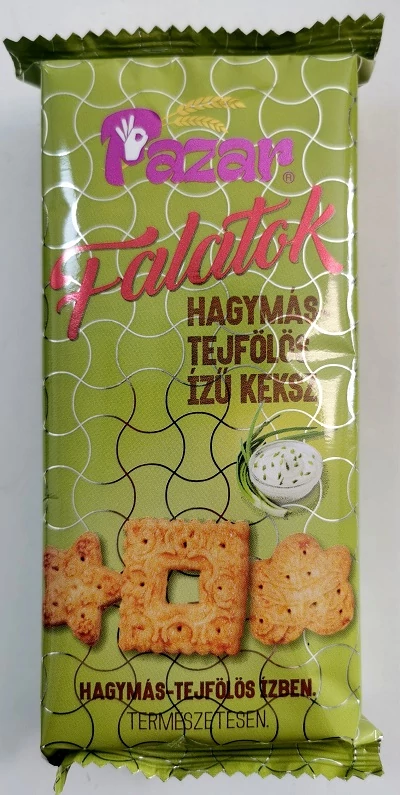 Pazar®
Falatok
HAGYMÁS-
TEJFÖLÖS
ÍZŰ KEKSZ
HAGYMÁS-TEJFÖLÖS ÍZBEN.
TERMÉSZETESEN.